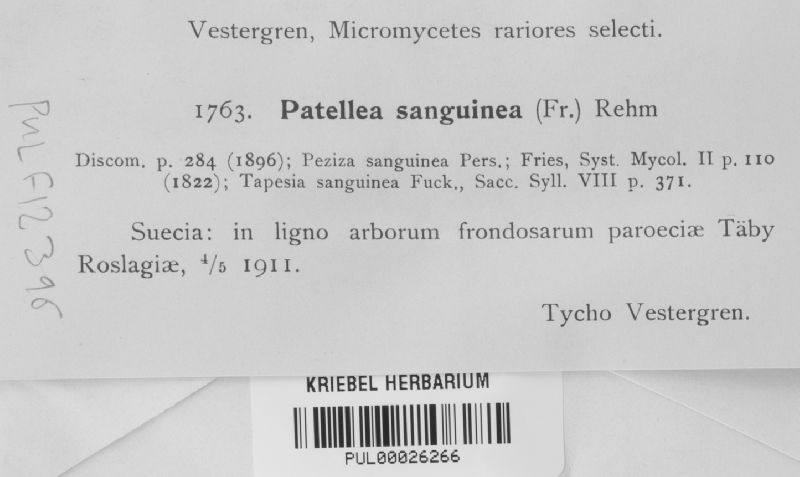 Vestergren, Micromycetes rariores selecti.
1763. Patellea sanguinea (Fr.) Rehm
Discom. p. 284 (1896); Peziza sanguinea Pers.; Fries, Syst. Mycol. II p. 110
(1822); Tapesia sanguinea Fuck., Sacc. Syll. VIII p. 371.
Suecia: in ligno arborum frondosarum paroeciæ Täby
Roslagiæ, 4/5 1911.
Tycho Vestergren.
PUL F12396
KRIEBEL HERBARIUM
PUL00026266